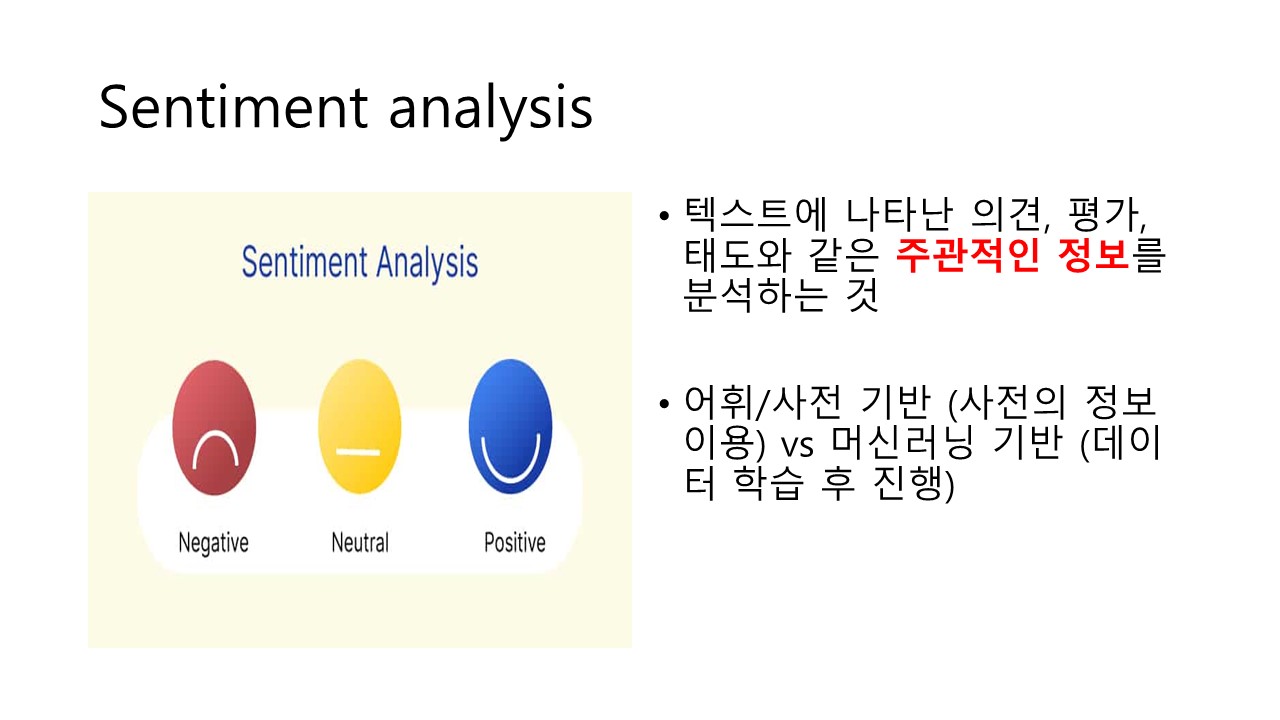 Sentiment analysis
Sentiment Analysis
Negative Neutral Positive
• 텍스트에 나타난 의견, 평가,
태도와 같은 주관적인 정보를
분석하는 것
• 어휘/사전 기반 (사전의 정보
이용) vs 머신러닝 기반 (데이
터 학습 후 진행)